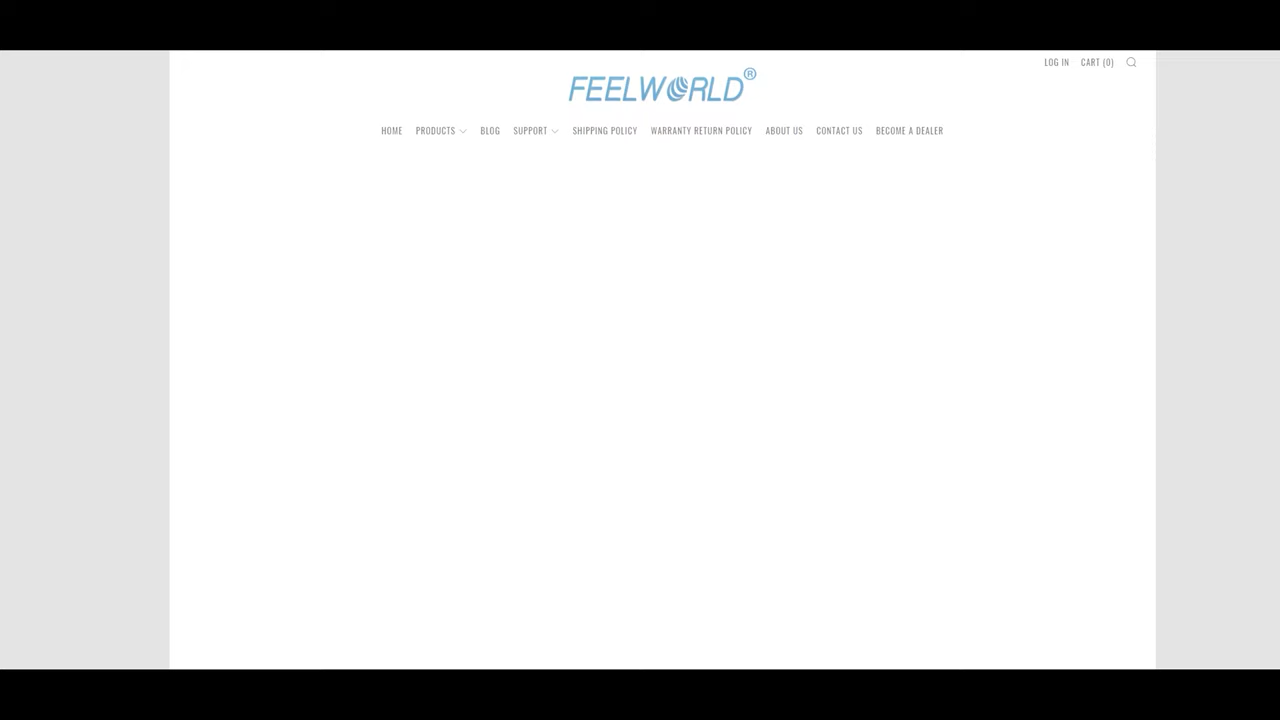 LOG IN CART (0)
FEELWORLD®
HOME PRODUCTS BLOG SUPPORT SHIPPING POLICY WARRANTY RETURN POLICY ABOUT US CONTACT US BECOME A DEALER